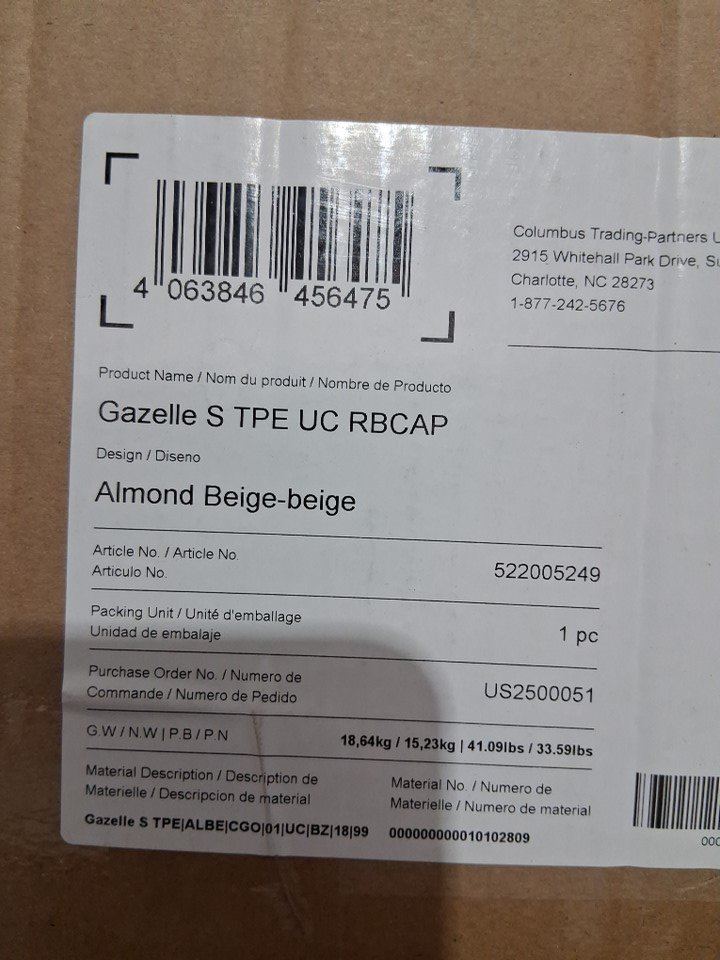 4 063846 456475
Columbus Trading-Partners
2915 Whitehall Park Drive,
Charlotte, NC 28273
1-877-242-5676
Product Name / Nom du produit / Nombre de Producto
Gazelle S TPE UC RBCAP
Design / Diseno
Almond Beige-beige
Article No. / Article No.
Articulo No.
522005249
Packing Unit / Unité d'emballage
Unidad de embalaje
1 pc
Purchase Order No. / Numero de
Commande / Numero de Pedido
US2500051
G.W / N.W | P.B / P.N
18,64kg / 15,23kg | 41.09lbs / 33.59lbs
Material Description / Description de
Materielle / Descripcion de material
Material No. / Numero de
Materielle / Numero de material
Gazelle S TPE|ALBE|CGO|01|UC|BZ|18|99
000000000010102809